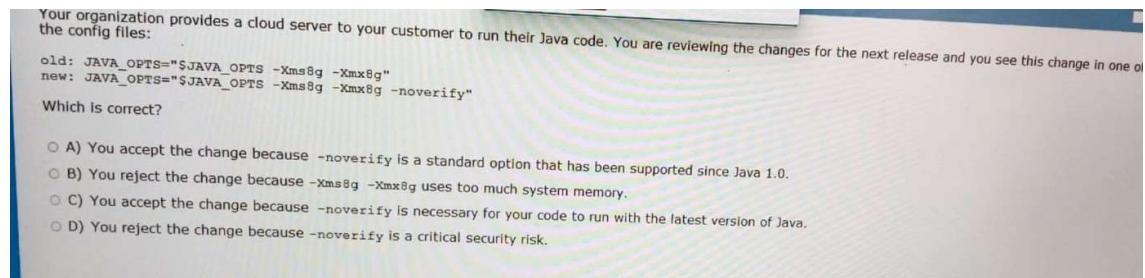 Your organization provides a cloud server to your customer to run their Java code. You are reviewing the changes for the next release and you see this change in one of
the config files:
old: JAVA_OPTS="$JAVA_OPTS -Xms8g -Xmx8g"
new: JAVA_OPTS="$JAVA_OPTS -Xms8g -Xmx8g -noverify"
Which is correct?
A) You accept the change because -noverify is a standard option that has been supported since Java 1.0.
B) You reject the change because -Xms8g -Xmx8g uses too much system memory.
C) You accept the change because -noverify is necessary for your code to run with the latest version of Java.
D) You reject the change because -noverify is a critical security risk.